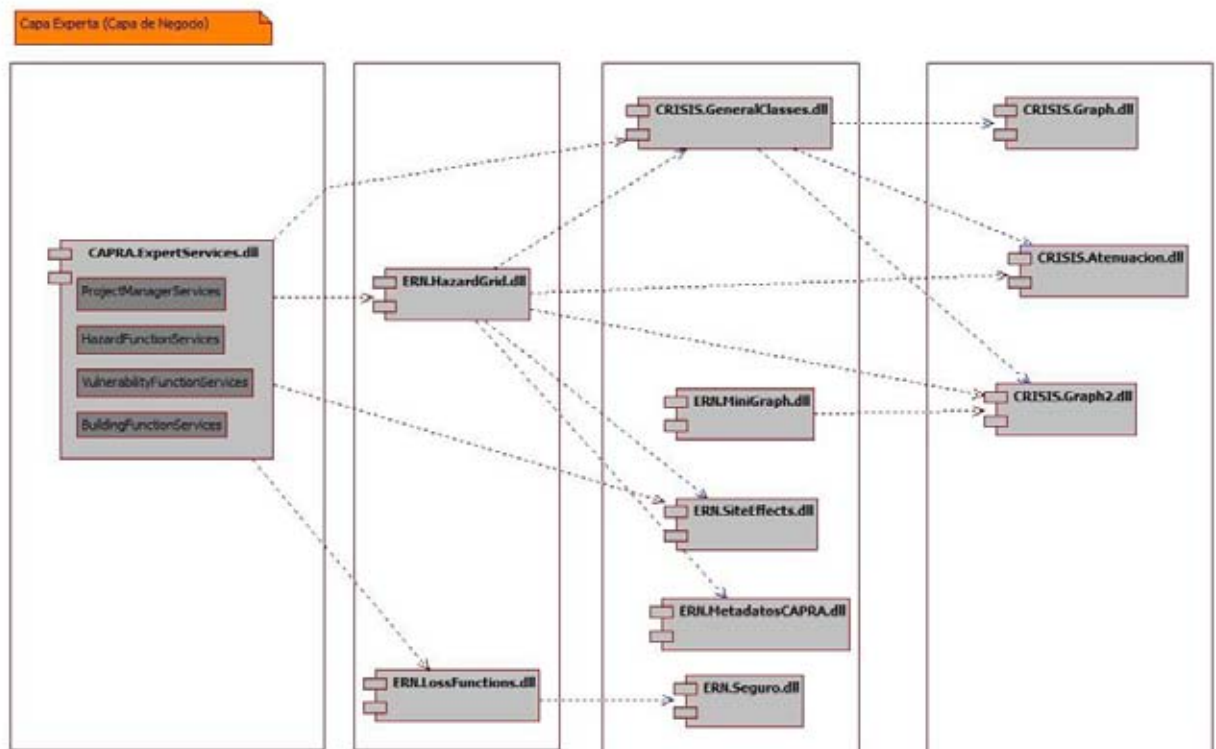 Capa Experta (Capa de Negocio)
CAPRA.ExpertServices.dll
ProjectManagerServices
HazardFunctionServices
VulnerabilityFunctionServices
BuildingFunctionServices
ERN.HazardGrid.dll
ERN.LossFunctions.dll
CRISIS.GeneralClasses.dll
ERN.MiniGraph.dll
ERN.SiteEffects.dll
ERN.MetadatosCAPRA.dll
ERN.Seguro.dll
CRISIS.Graph.dll
CRISIS.Atenuacion.dll
CRISIS.Graph2.dll